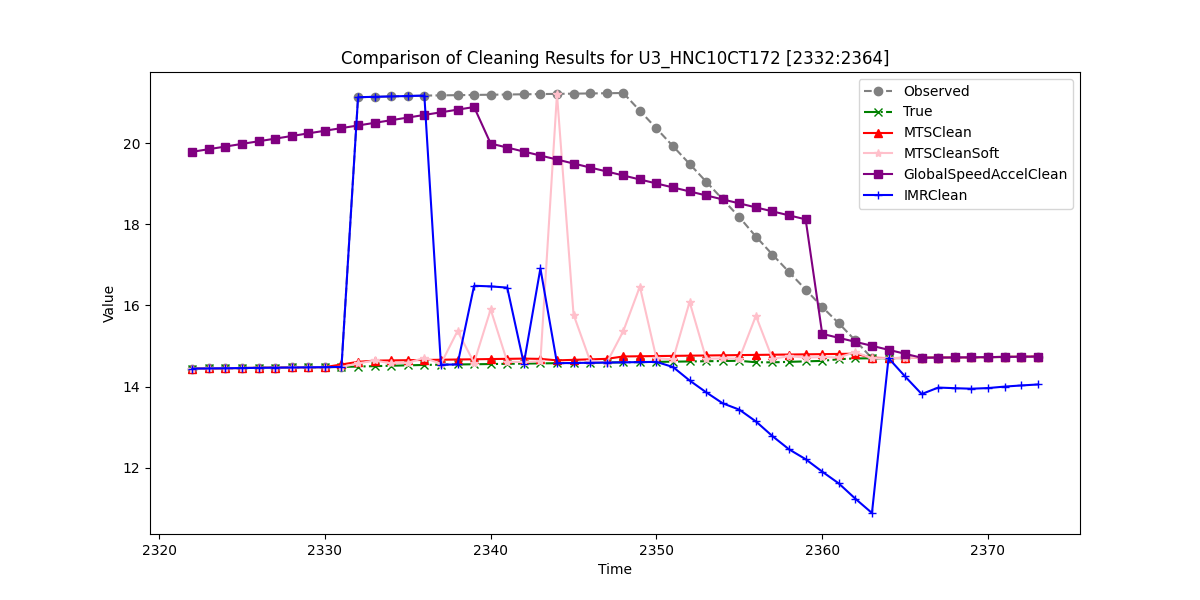 Comparison of Cleaning Results for U3_HNC10CT172 [2332:2364]
Observed
True
MTSClean
MTSCleanSoft
GlobalSpeedAccelClean
IMRClean
Value
20
18
16
14
12
2320 2330 2340 2350 2360 2370
Time